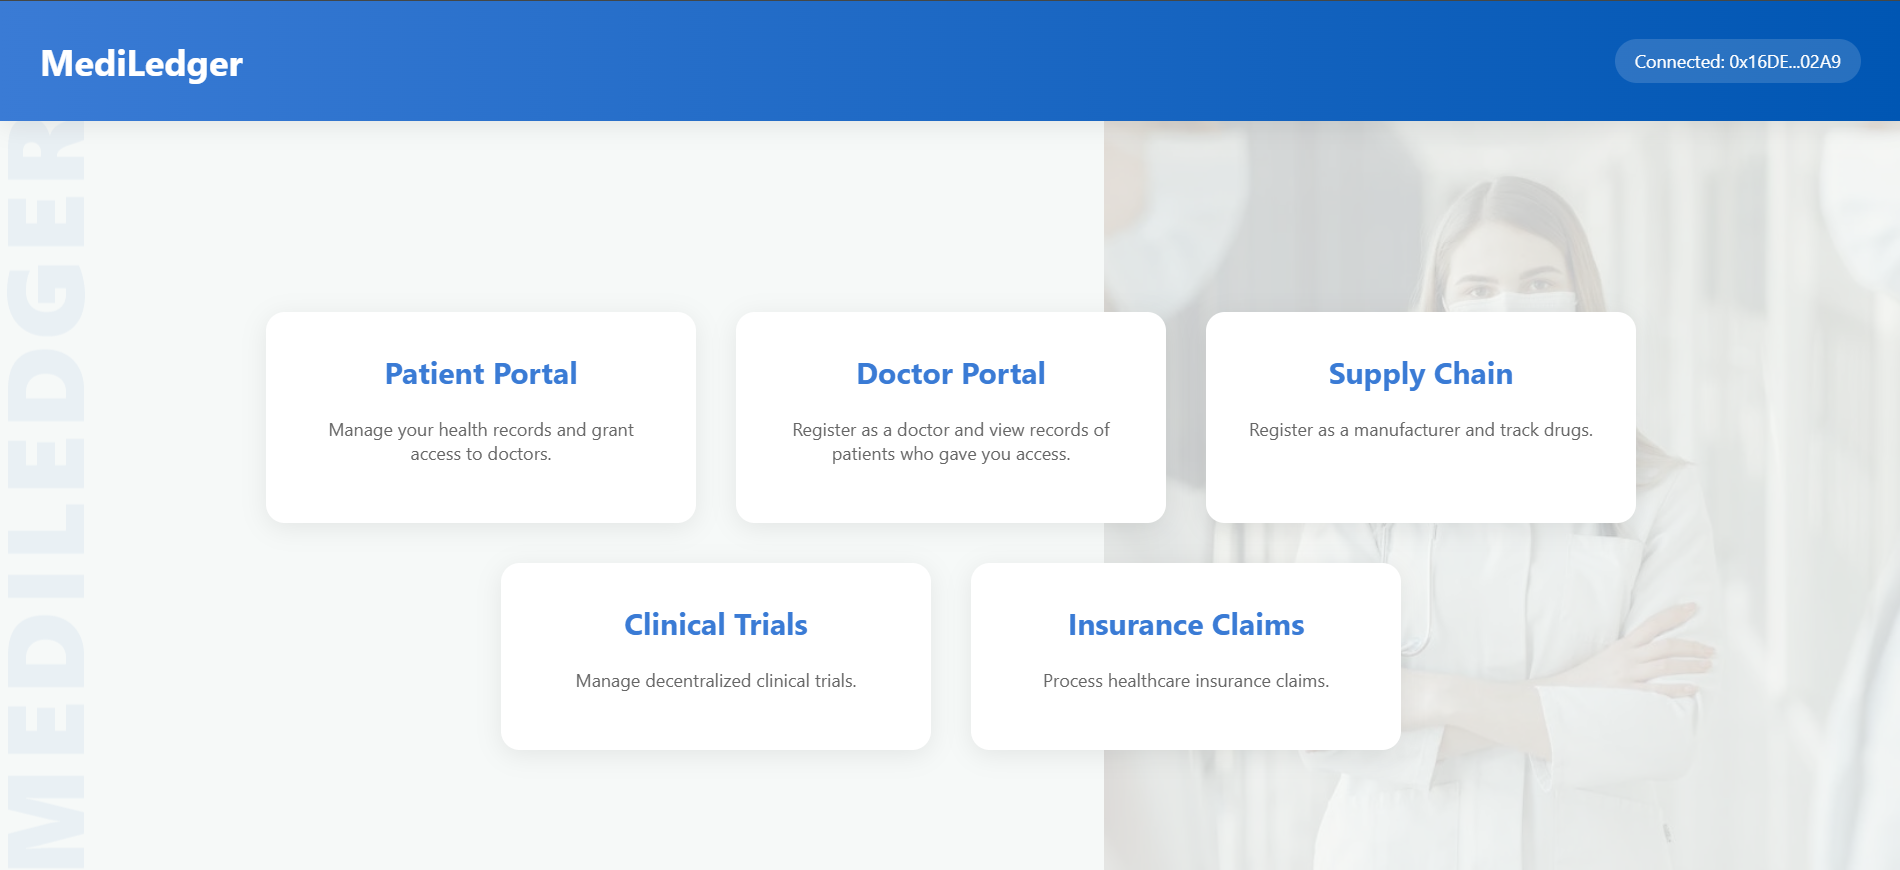 MediLedger
Connected: 0x16DE...02A9
MEDILEDGER
Patient Portal
Manage your health records and grant
access to doctors.
Doctor Portal
Register as a doctor and view records of
patients who gave you access.
Supply Chain
Register as a manufacturer and track drugs.
Clinical Trials
Manage decentralized clinical trials.
Insurance Claims
Process healthcare insurance claims.